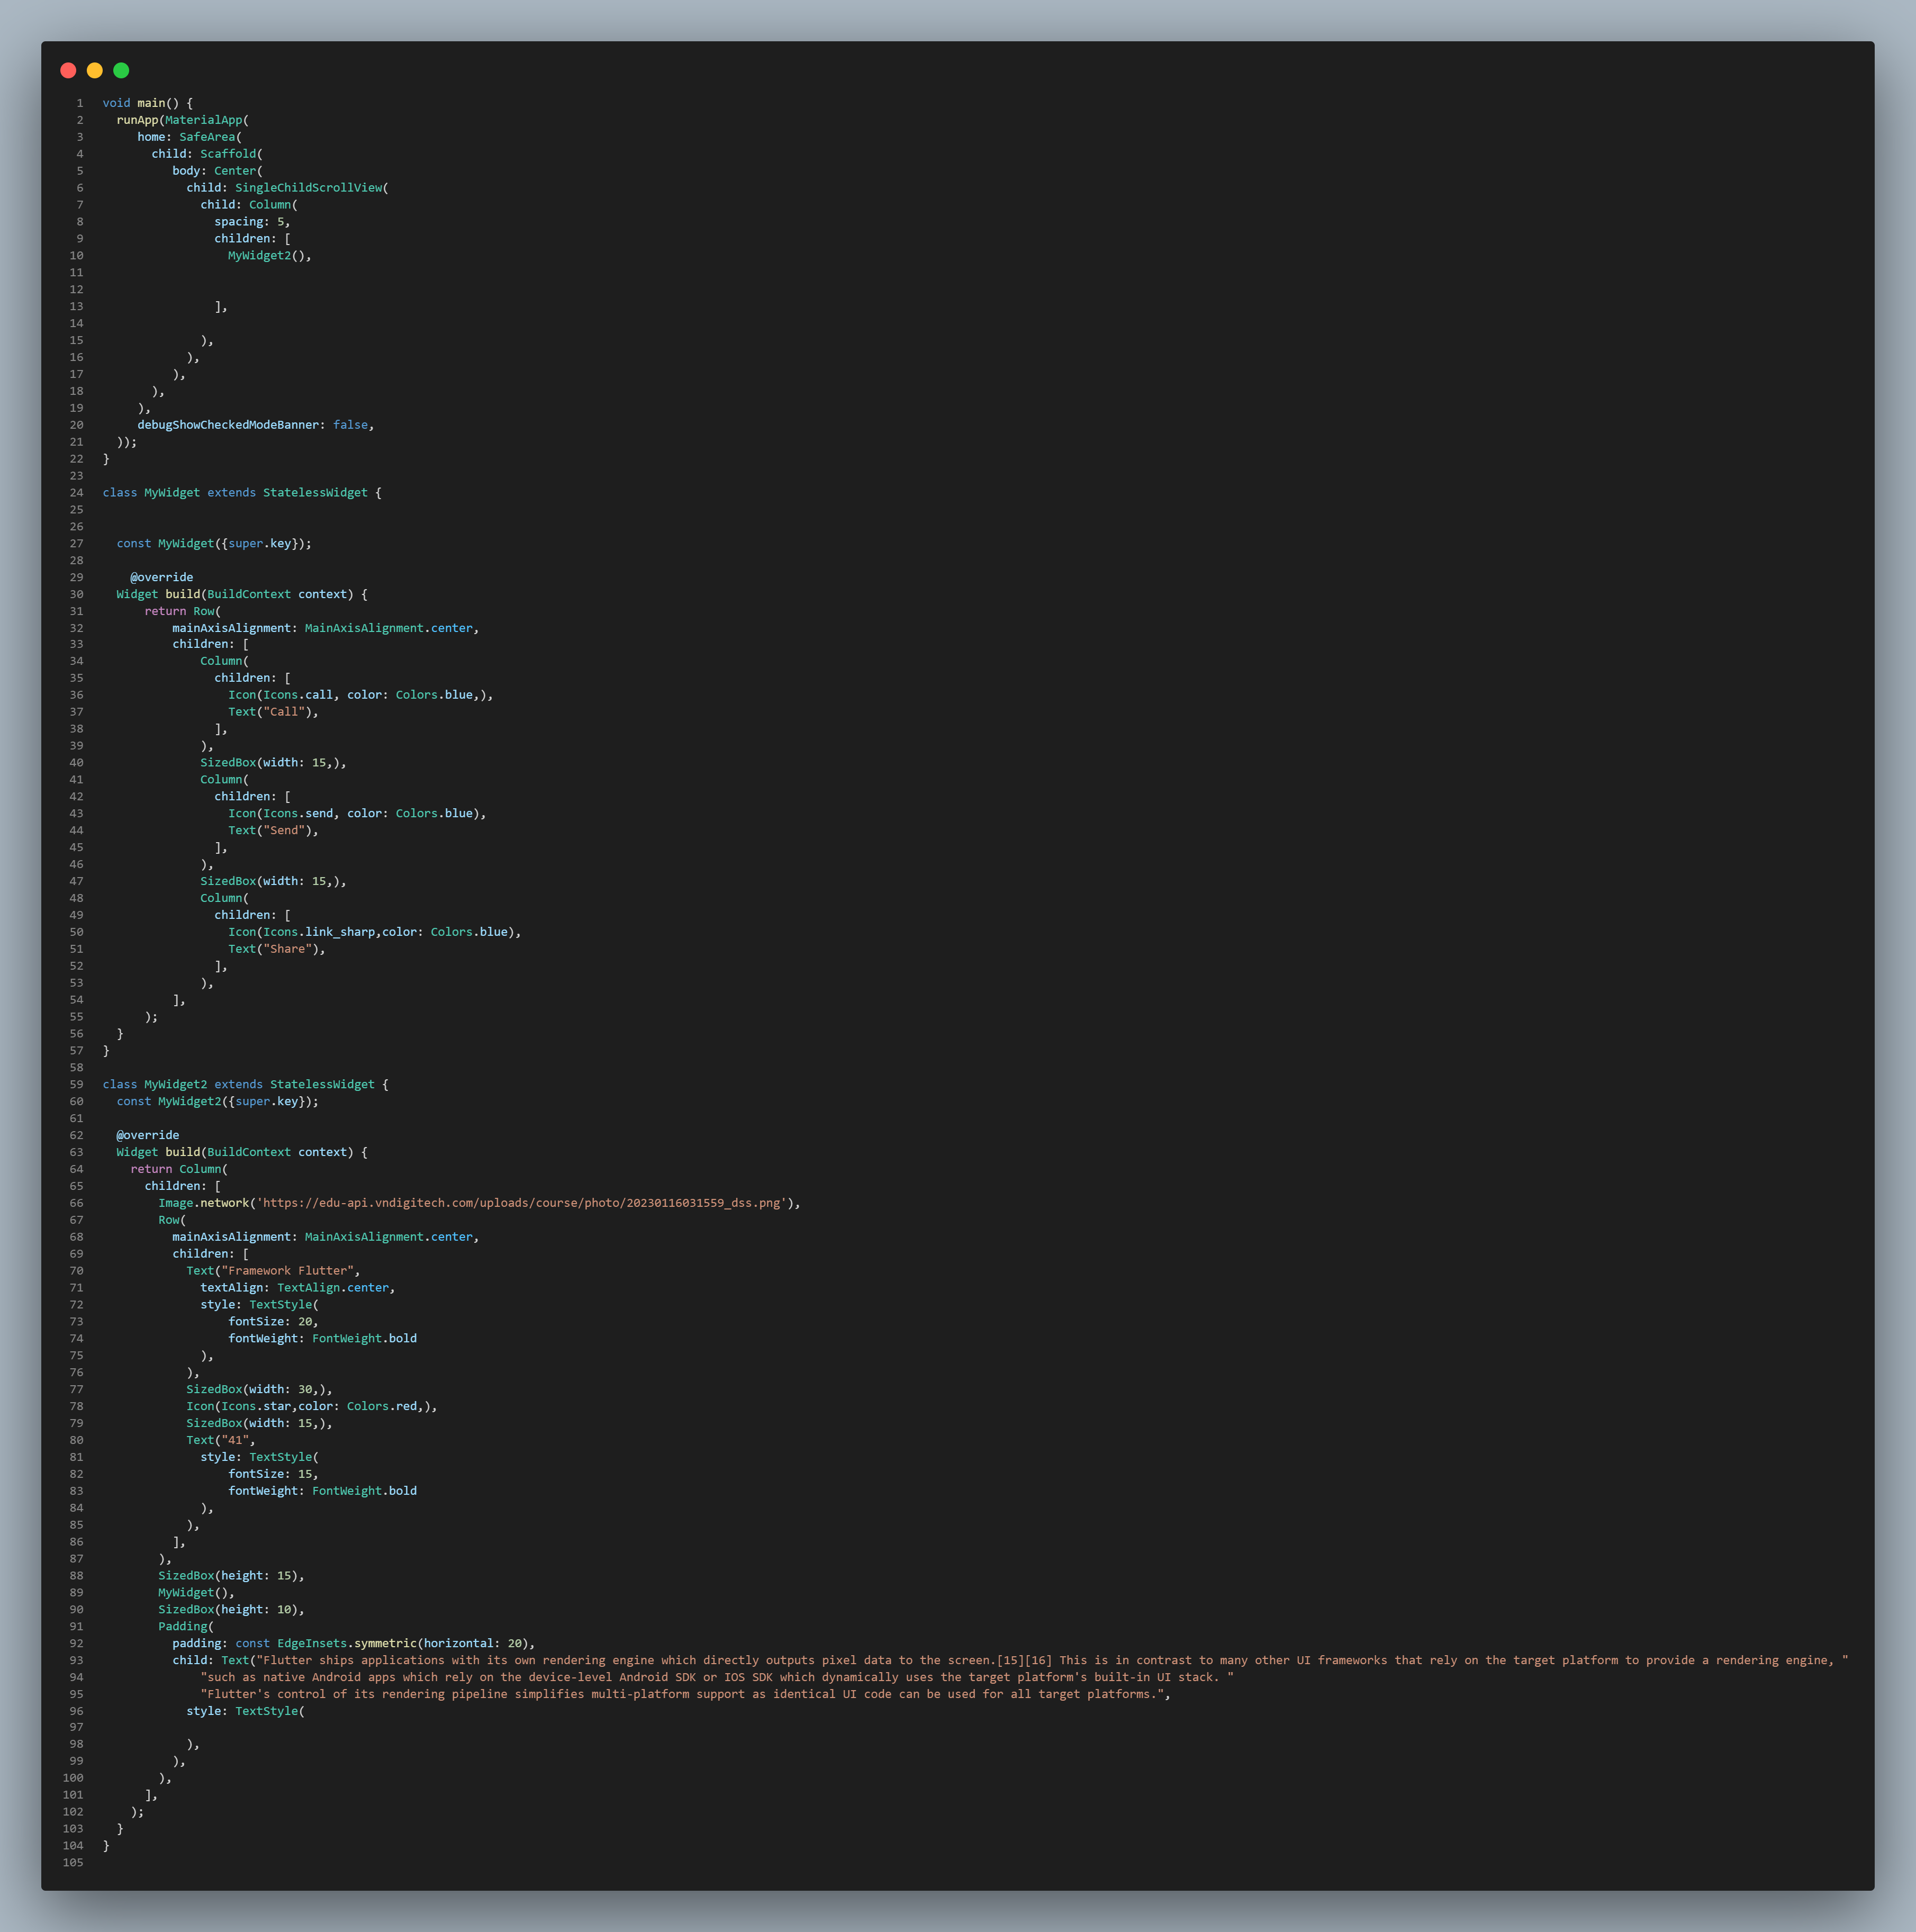 1 void main() {
2   runApp(MaterialApp(
3      home: SafeArea(
4        child: Scaffold(
5           body: Center(
6             child: SingleChildScrollView(
7               child: Column(
8                 spacing: 5,
9                 children: [
10                   MyWidget2(),
11
12
13                 ],
14
15               ),
16             ),
17           ),
18        ),
19      ),
20      debugShowCheckedModeBanner: false,
21   ));
22 }
23
24 class MyWidget extends StatelessWidget {
25
26
27   const MyWidget({super.key});
28
29     @override
30   Widget build(BuildContext context) {
31       return Row(
32           mainAxisAlignment: MainAxisAlignment.center,
33           children: [
34               Column(
35                 children: [
36                   Icon(Icons.call, color: Colors.blue,),
37                   Text("Call"),
38                 ],
39               ),
40               SizedBox(width: 15,),
41               Column(
42                 children: [
43                   Icon(Icons.send, color: Colors.blue),
44                   Text("Send"),
45                 ],
46               ),
47               SizedBox(width: 15,),
48               Column(
49                 children: [
50                   Icon(Icons.link_sharp,color: Colors.blue),
51                   Text("Share"),
52                 ],
53               ),
54           ],
55       );
56   }
57 }
58
59 class MyWidget2 extends StatelessWidget {
60   const MyWidget2({super.key});
61
62   @override
63   Widget build(BuildContext context) {
64     return Column(
65       children: [
66         Image.network('https://edu-api.vndigitech.com/uploads/course/photo/20230116031559_dss.png'),
67         Row(
68           mainAxisAlignment: MainAxisAlignment.center,
69           children: [
70             Text("Framework Flutter",
71               textAlign: TextAlign.center,
72               style: TextStyle(
73                   fontSize: 20,
74                   fontWeight: FontWeight.bold
75               ),
76             ),
77             SizedBox(width: 30,),
78             Icon(Icons.star,color: Colors.red,),
79             SizedBox(width: 15,),
80             Text("41",
81               style: TextStyle(
82                   fontSize: 15,
83                   fontWeight: FontWeight.bold
84               ),
85             ),
86           ],
87         ),
88         SizedBox(height: 15),
89         MyWidget(),
90         SizedBox(height: 10),
91         Padding(
92           padding: const EdgeInsets.symmetric(horizontal: 20),
93           child: Text("Flutter ships applications with its own rendering engine which directly outputs pixel data to the screen.[15][16] This is in contrast to many other UI frameworks that rely on the target platform to provide a rendering engine, "
94               "such as native Android apps which rely on the device-level Android SDK or IOS SDK which dynamically uses the target platform's built-in UI stack. "
95               "Flutter's control of its rendering pipeline simplifies multi-platform support as identical UI code can be used for all target platforms.",
96             style: TextStyle(
97
98             ),
99           ),
100         ),
101       ],
102     );
103   }
104 }
105